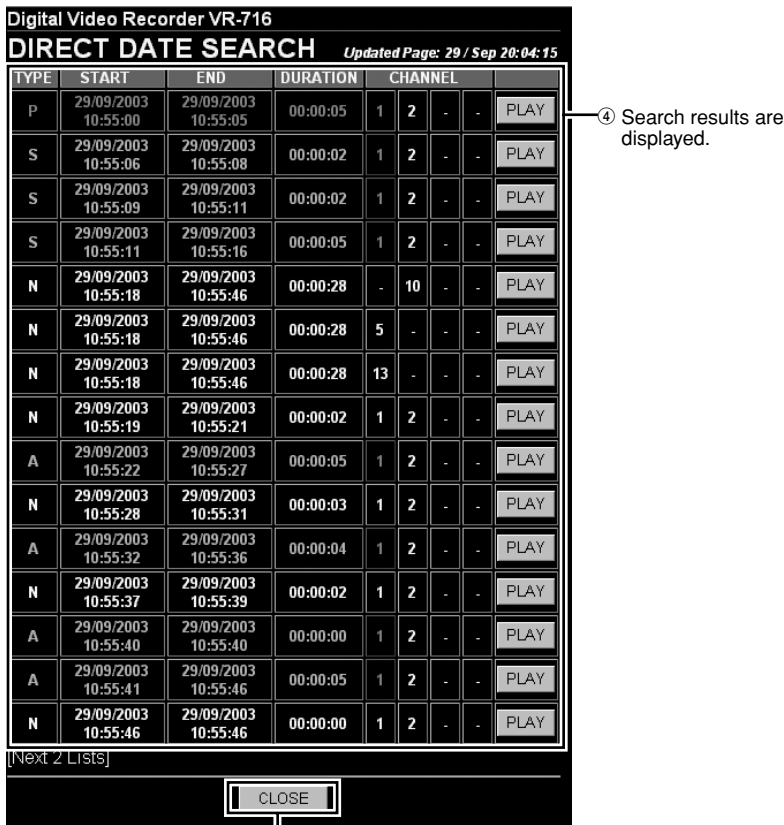 Digital Video Recorder VR-716
DIRECT DATE SEARCH Updated Page: 29 / Sep 20:04:15
TYPE START END DURATION CHANNEL
P 29/09/2003 10:55:00 29/09/2003 10:55:05 00:00:05 1 2 - - PLAY
S 29/09/2003 10:55:06 29/09/2003 10:55:08 00:00:02 1 2 - - PLAY
S 29/09/2003 10:55:09 29/09/2003 10:55:11 00:00:02 1 2 - - PLAY
S 29/09/2003 10:55:11 29/09/2003 10:55:16 00:00:05 1 2 - - PLAY
N 29/09/2003 10:55:18 29/09/2003 10:55:46 00:00:28 - 10 - - PLAY
N 29/09/2003 10:55:18 29/09/2003 10:55:46 00:00:28 5 - - - PLAY
N 29/09/2003 10:55:18 29/09/2003 10:55:46 00:00:28 13 - - - PLAY
N 29/09/2003 10:55:19 29/09/2003 10:55:21 00:00:02 1 2 - - PLAY
A 29/09/2003 10:55:22 29/09/2003 10:55:27 00:00:05 1 2 - - PLAY
N 29/09/2003 10:55:28 29/09/2003 10:55:31 00:00:03 1 2 - - PLAY
A 29/09/2003 10:55:32 29/09/2003 10:55:36 00:00:04 1 2 - - PLAY
N 29/09/2003 10:55:37 29/09/2003 10:55:39 00:00:02 1 2 - - PLAY
A 29/09/2003 10:55:40 29/09/2003 10:55:40 00:00:00 1 2 - - PLAY
A 29/09/2003 10:55:41 29/09/2003 10:55:46 00:00:05 1 2 - - PLAY
N 29/09/2003 10:55:46 29/09/2003 10:55:46 00:00:00 1 2 - - PLAY
[Next 2 Lists]
CLOSE
④ Search results are
displayed.